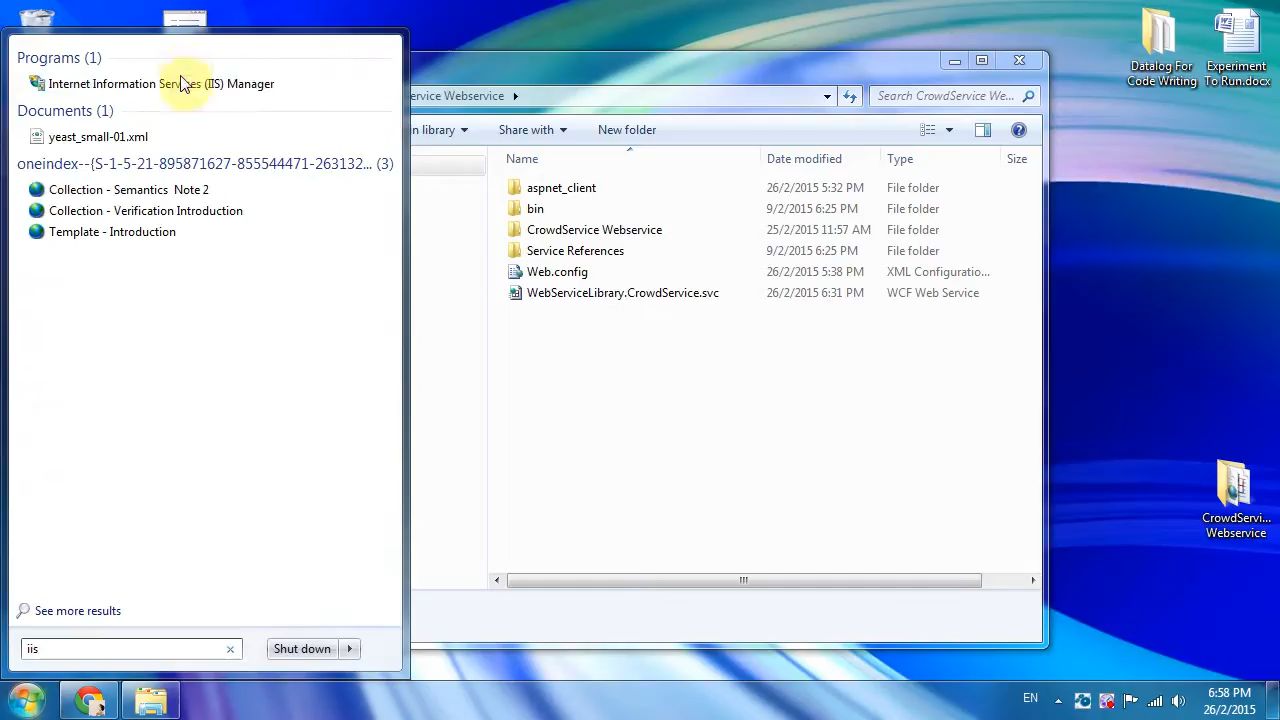 Programs (1)
Internet Information Services (IIS) Manager
Documents (1)
yeast_small-01.xml
oneindex--{S-1-5-21-895871627-855544471-263132... (3)
Collection - Semantics Note 2
Collection - Verification Introduction
Template - Introduction
See more results
iis
Shut down
ervice Webservice
Search CrowdService We...
n library
Share with
New folder
Name
Date modified
Type
Size
aspnet_client
26/2/2015 5:32 PM
File folder
bin
9/2/2015 6:25 PM
File folder
CrowdService Webservice
25/2/2015 11:57 AM
File folder
Service References
9/2/2015 6:25 PM
File folder
Web.config
26/2/2015 5:38 PM
XML Configuratio...
WebServiceLibrary.CrowdService.svc
26/2/2015 6:31 PM
WCF Web Service
Datalog For
Code Writing
Experiment
To Run.docx
CrowdServi...
Webservice
EN
6:58 PM
26/2/2015